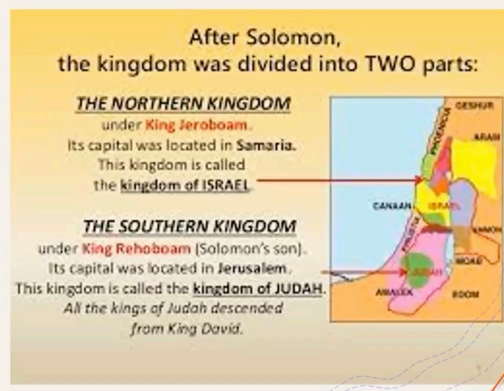 After Solomon,
the kingdom was divided into TWO parts:
THE NORTHERN KINGDOM
under King Jeroboam.
Its capital was located in Samaria.
This kingdom is called
the kingdom of ISRAEL
THE SOUTHERN KINGDOM
under King Rehoboam (Solomon's son).
Its capital was located in Jerusalem.
This kingdom is called the kingdom of JUDAH.
All the kings of Judah descended
from King David.
GESHUR
PHOENICIA
ARAM
CANAAN
ISRAEL
PHILISTIA
AMMON
MOAB
JUDAH
AMALEK
EDOM